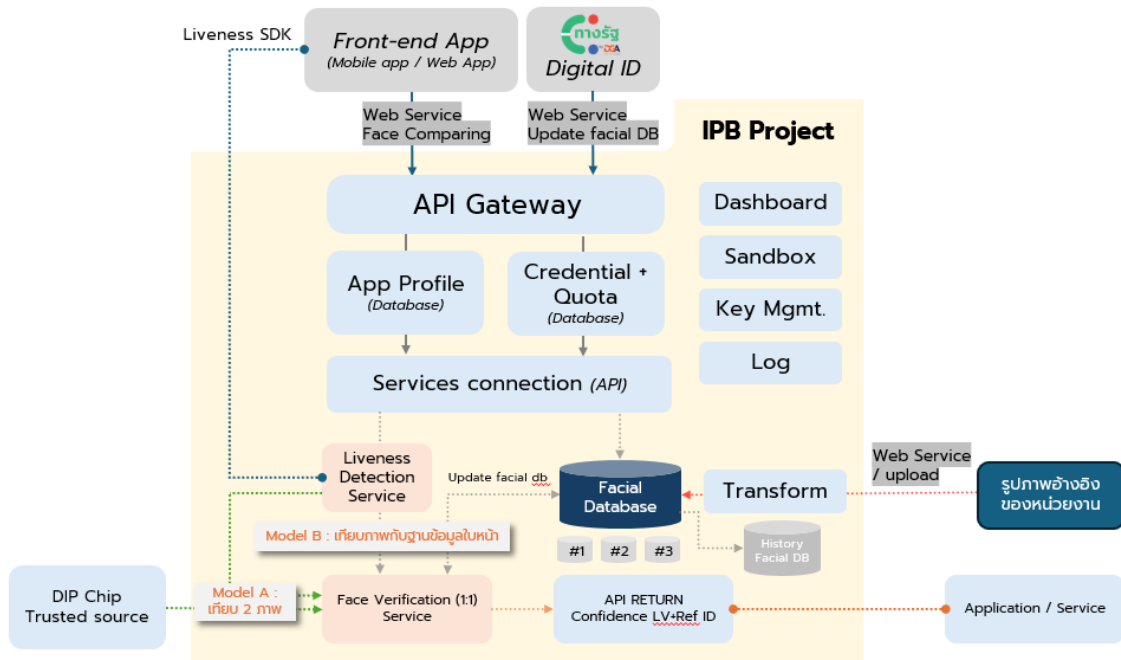 Liveness SDK
Front-end App
(Mobile app / Web App)
ทางรัฐ
by DGA
Digital ID
Web Service
Face Comparing
Web Service
Update facial DB
IPB Project
API Gateway
Dashboard
Sandbox
Key Mgmt.
Log
App Profile
(Database)
Credential +
Quota
(Database)
Services connection (API)
Liveness
Detection
Service
Update facial db
Facial
Database
#1
#2
#3
Transform
Web Service
/ upload
รูปภาพอ้างอิง
ของหน่วยงาน
History
Facial DB
Model B : เทียบภาพกับฐานข้อมูลใบหน้า
DIP Chip
Trusted source
Model A :
เทียบ 2 ภาพ
Face Verification (1:1)
Service
API RETURN
Confidence LV+Ref ID
Application / Service